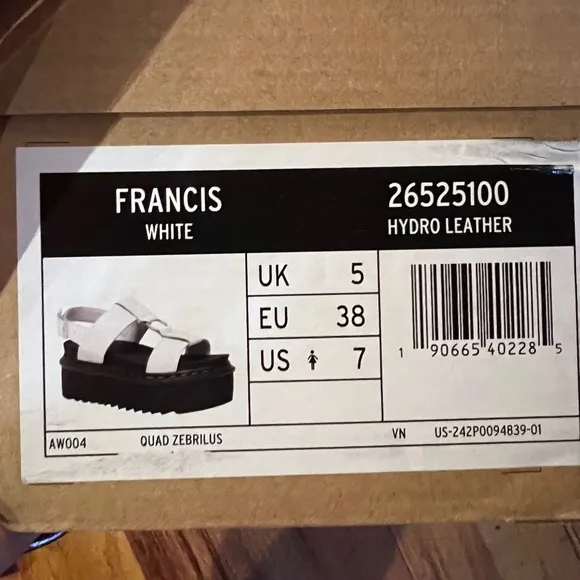 FRANCIS
WHITE
26525100
HYDRO LEATHER
UK 5
EU 38
US 7
1 90665 40228 5
AW004 QUAD ZEBRILUS VN US-242P0094839-01